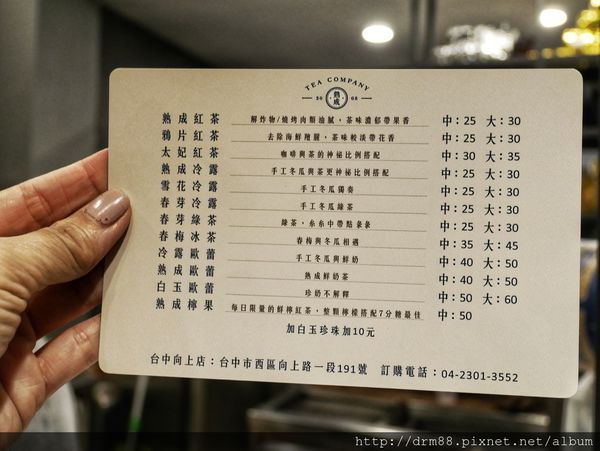 TEA COMPANY
20 熟成 08
熟成紅茶 解炸物/燒烤肉類油膩，茶味濃郁帶果香 中：25 大：30
鴉片紅茶 去除海鮮羶腥，茶味較淡帶花香 中：25 大：30
太妃紅茶 咖啡與茶的神祕比例搭配 中：30 大：35
熟成冷露 手工冬瓜與茶更神祕比例搭配 中：25 大：30
雪花冷露 手工冬瓜獨奏 中：25 大：30
春芽冷露 手工冬瓜綠茶 中：25 大：30
春芽綠茶 綠茶，糸糸中帶點彖彖 中：25 大：30
春梅冰茶 春梅與冬瓜相遇 中：35 大：45
冷露歐蕾 手工冬瓜與鮮奶 中：40 大：50
熟成歐蕾 熟成鮮奶茶 中：40 大：50
白玉歐蕾 珍奶不解釋 中：50 大：60
熟成檸果 每日限量的鮮檸紅茶，整顆檸檬搭配7分糖最佳 中：50
加白玉珍珠加10元
台中向上店：台中市西區向上路一段191號 訂購電話：04-2301-3552
http://drm88.pixnet.net/album